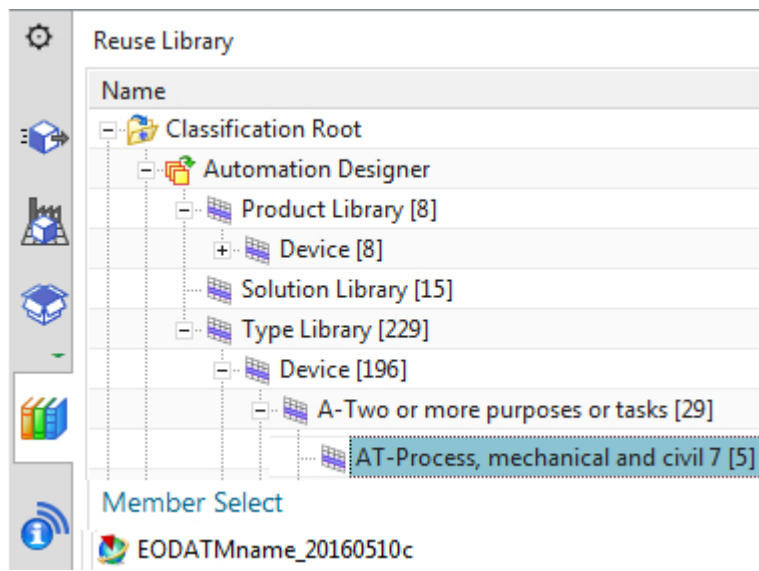 Reuse Library
Name
Classification Root
Automation Designer
Product Library [8]
Device [8]
Solution Library [15]
Type Library [229]
Device [196]
A-Two or more purposes or tasks [29]
AT-Process, mechanical and civil 7 [5]
Member Select
EODATMname_20160510c